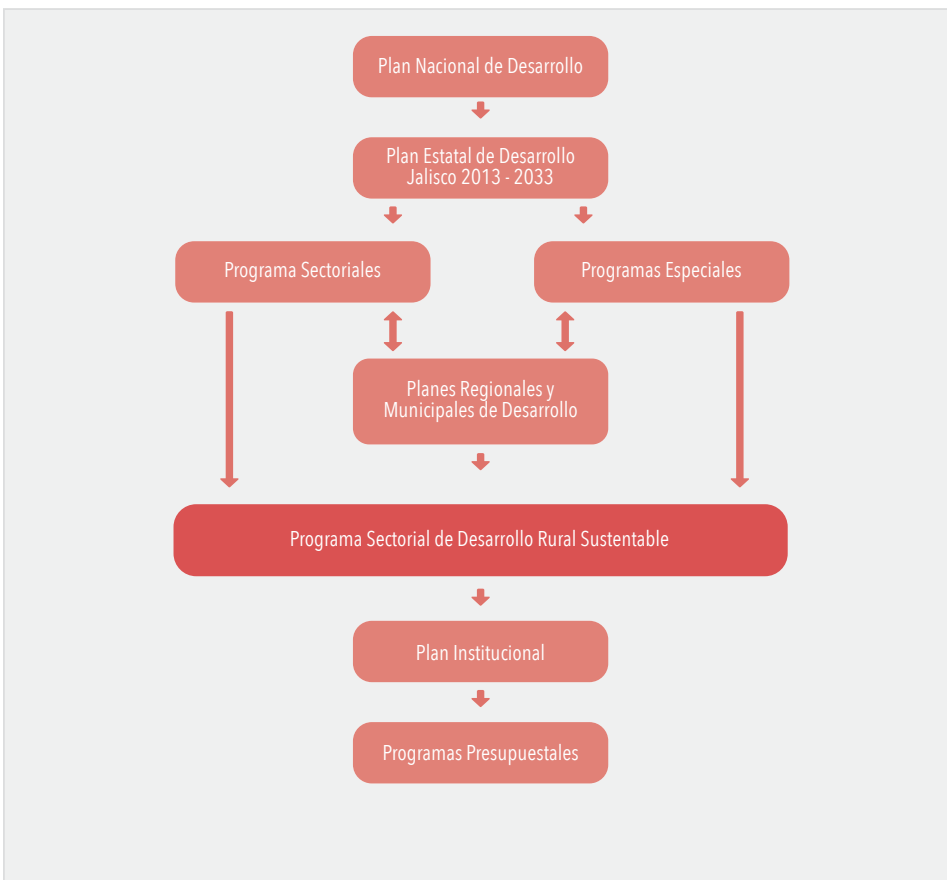 Plan Nacional de Desarrollo
Plan Estatal de Desarrollo
Jalisco 2013 - 2033
Programa Sectoriales
Programas Especiales
Planes Regionales y
Municipales de Desarrollo
Programa Sectorial de Desarrollo Rural Sustentable
Plan Institucional
Programas Presupuestales